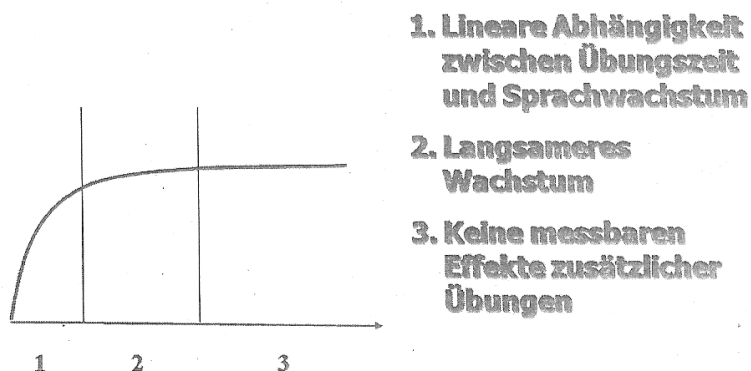 1. Lineare Abhängigkeit
zwischen Übungszeit
und Sprachwachstum
2. Langsameres
Wachstum
3. Keine messbaren
Effekte zusätzlicher
Übungen
1 2 3